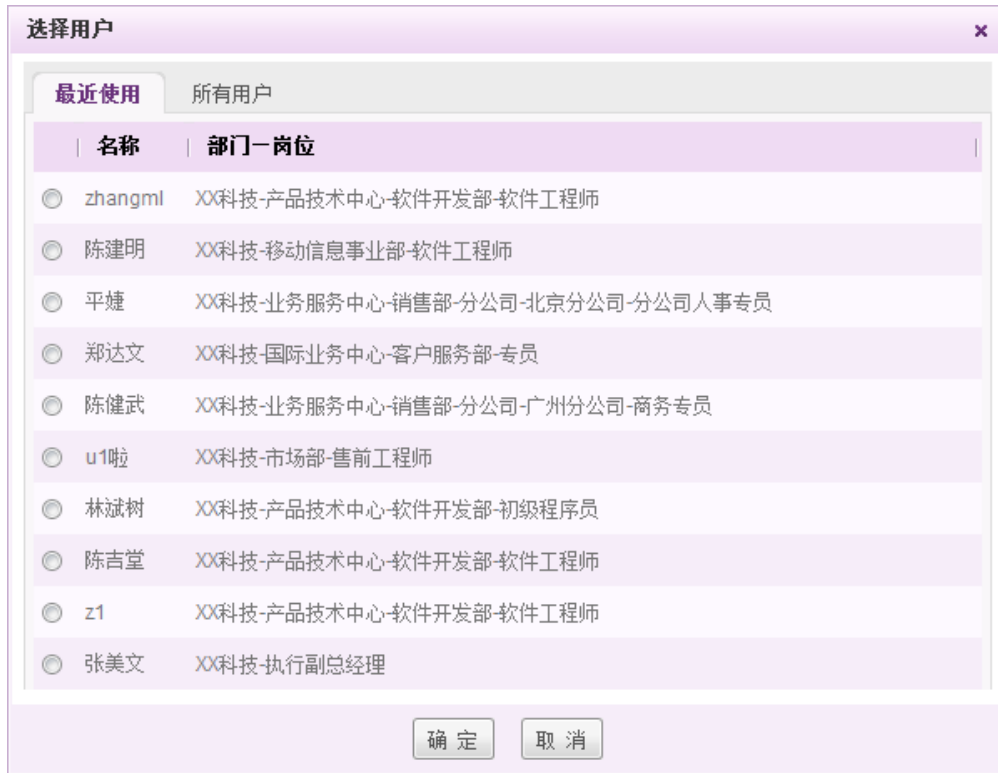 选择用户
最近使用 所有用户
名称 部门一岗位
zhangml XX科技-产品技术中心-软件开发部-软件工程师
陈建明 XX科技-移动信息事业部-软件工程师
平婕 XX科技-业务服务中心-销售部-分公司-北京分公司-分公司人事专员
郑达文 XX科技-国际业务中心-客户服务部-专员
陈健武 XX科技-业务服务中心-销售部-分公司-广州分公司-商务专员
u1啦 XX科技-市场部-售前工程师
林斌树 XX科技-产品技术中心-软件开发部-初级程序员
陈吉堂 XX科技-产品技术中心-软件开发部-软件工程师
z1 XX科技-产品技术中心-软件开发部-软件工程师
张美文 XX科技-执行副总经理
确 定 取 消